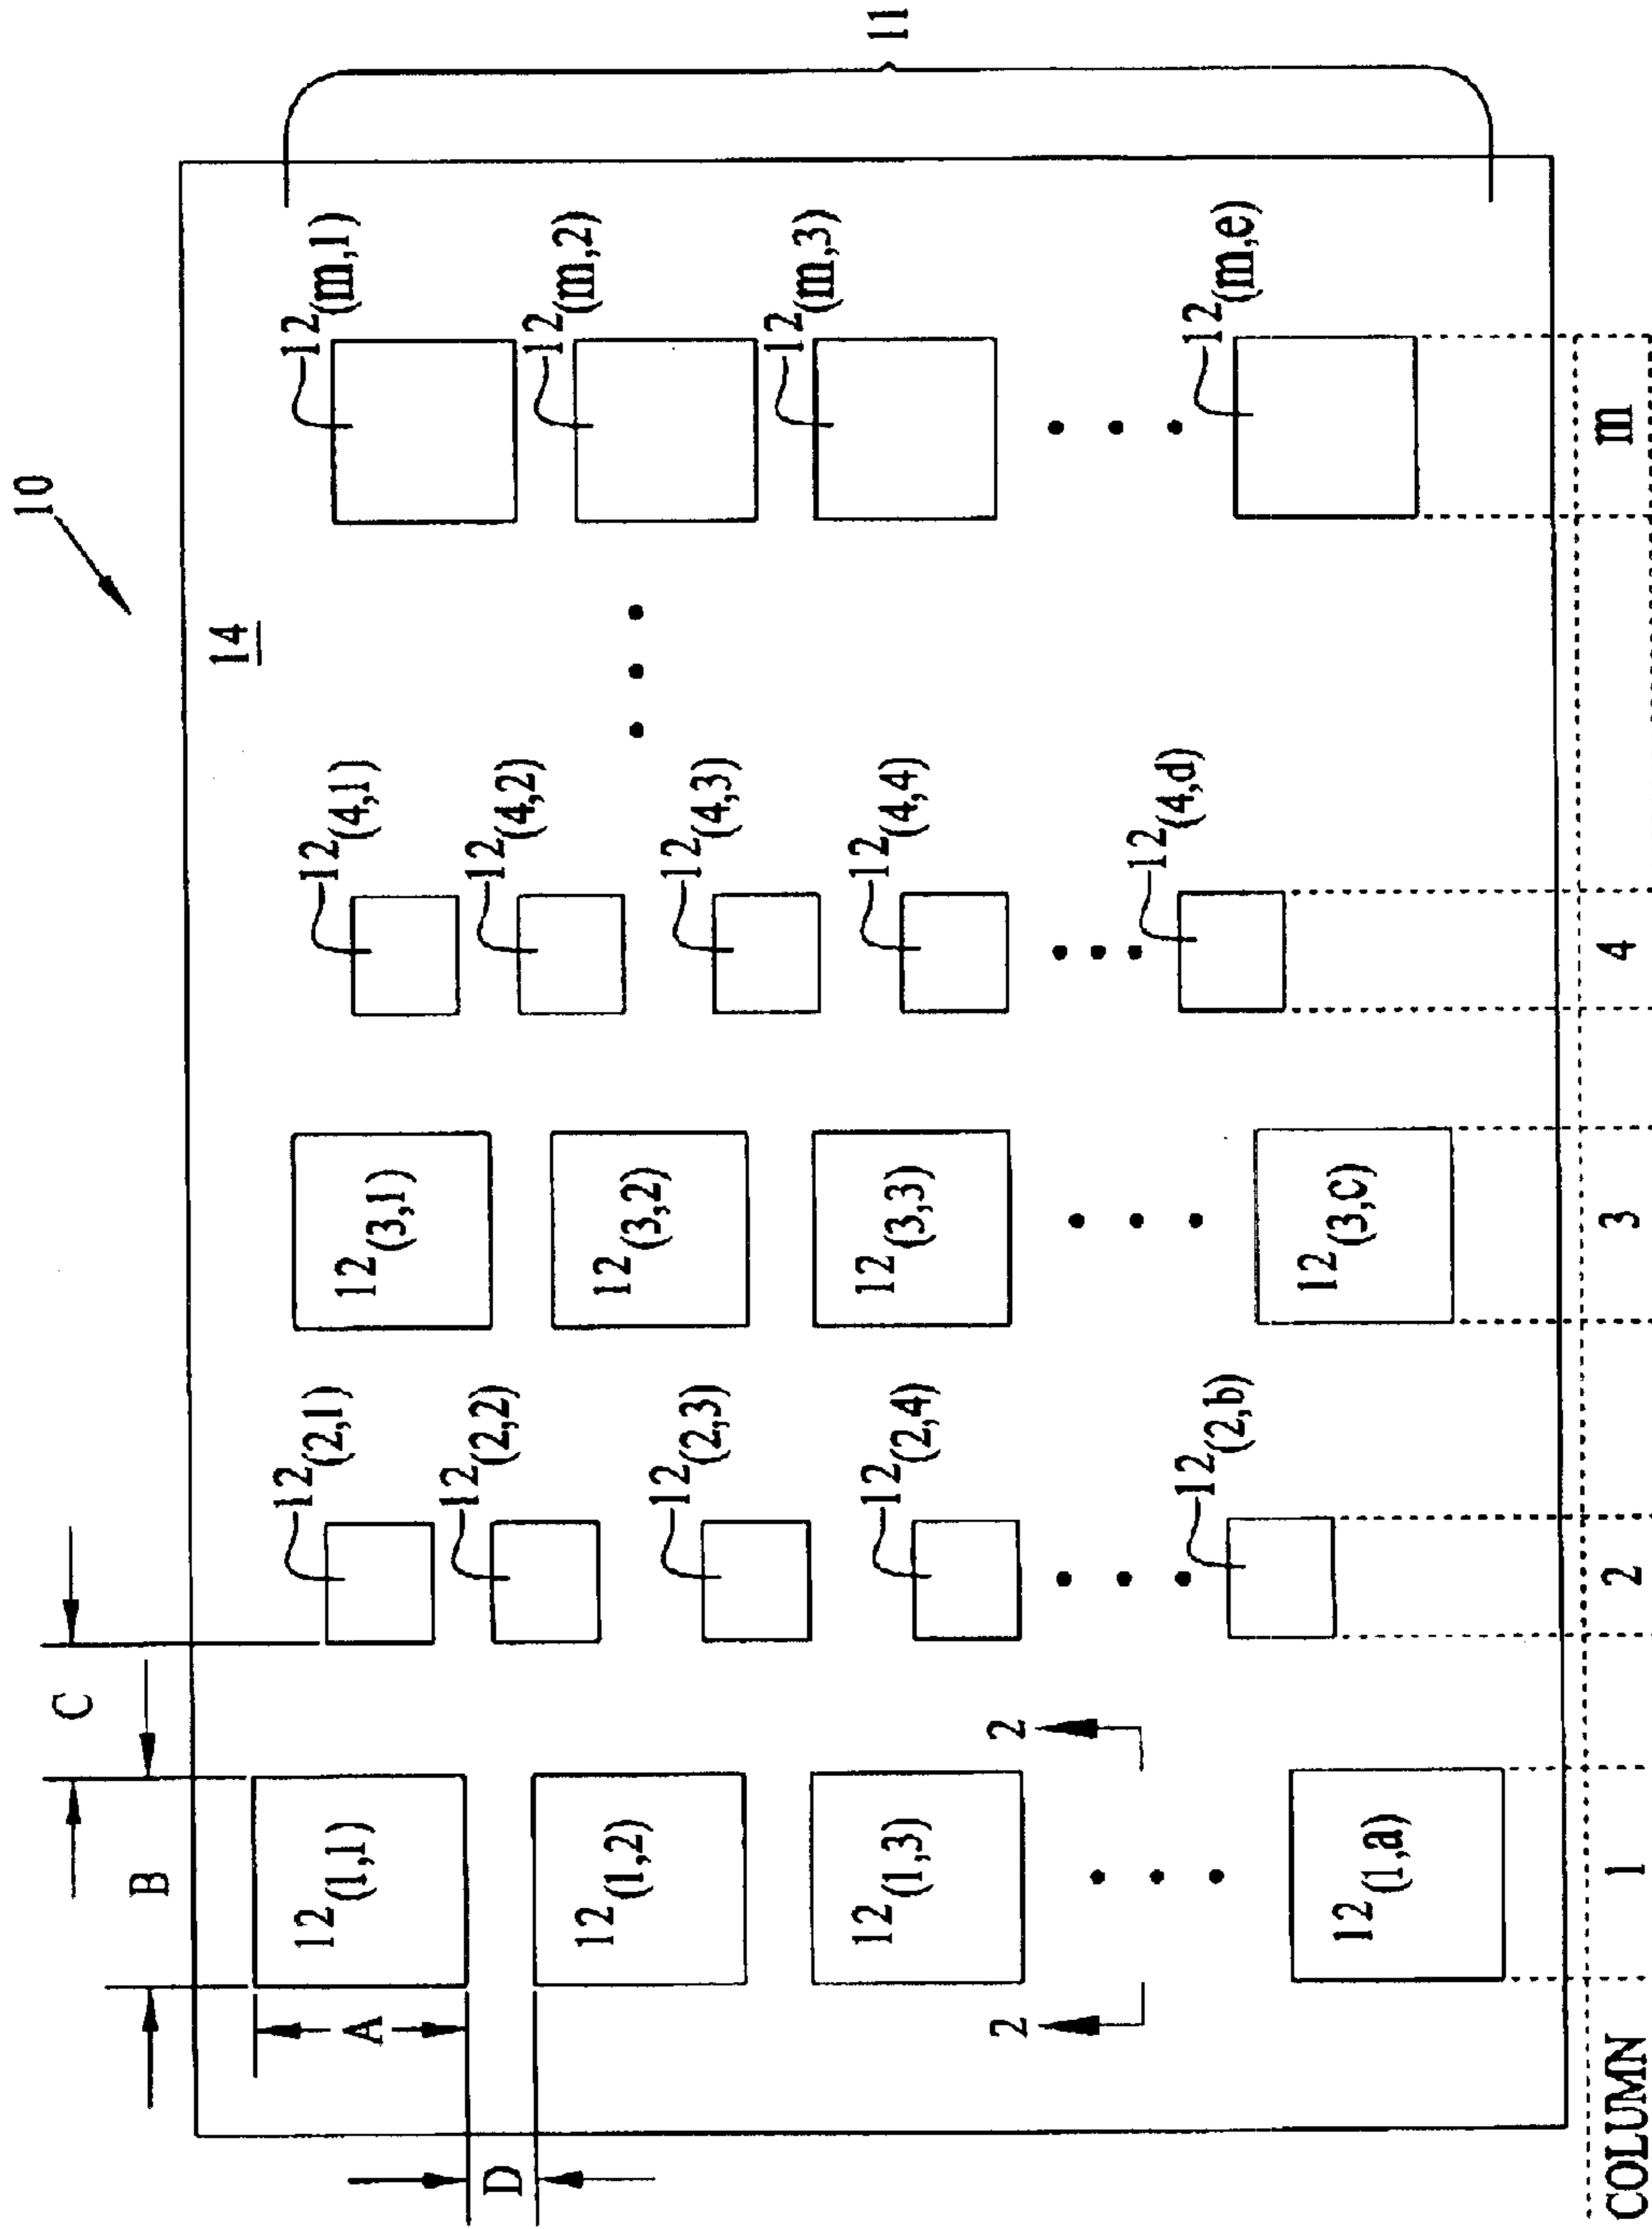 10
14
11
A
B
C
D
12(1,1)
12(1,2)
12(1,3)
12(1,a)
2
2
12(2,1)
12(2,2)
12(2,3)
12(2,4)
12(2,b)
12(3,1)
12(3,2)
12(3,3)
12(3,C)
12(4,1)
12(4,2)
12(4,3)
12(4,4)
12(4,d)
12(m,1)
12(m,2)
12(m,3)
12(m,e)
COLUMN 1 2 3 4 m